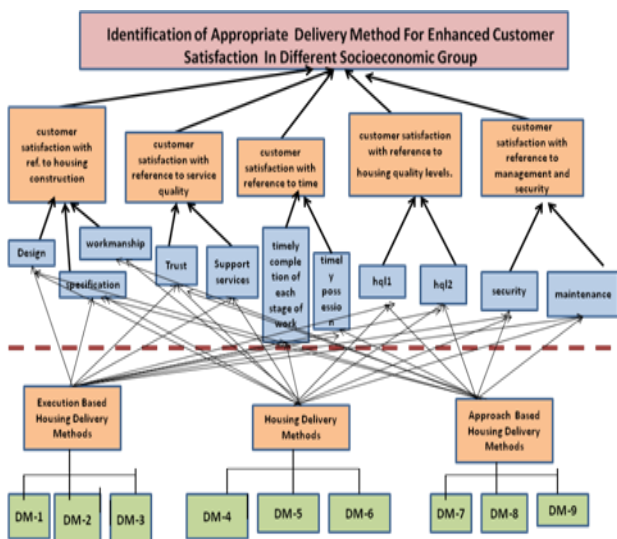 Identification of Appropriate Delivery Method For Enhanced Customer
Satisfaction In Different Socioeconomic Group
customer
satisfaction with
ref. to housing
construction
customer
satisfaction with
reference to service
quality
customer
satisfaction with
reference to time
customer satisfaction
with reference to
housing quality levels.
customer
satisfaction with
reference to
management and
security
Design
workmanship
specification
Trust
Support
services
timely
complet
ion of
each
stage of
work
timel
y poss
ession
hql1
hql2
security
maintenance
Execution Based
Housing Delivery
Methods
Housing Delivery
Methods
Approach Based
Housing Delivery
Methods
DM-1
DM-2
DM-3
DM-4
DM-5
DM-6
DM-7
DM-8
DM-9